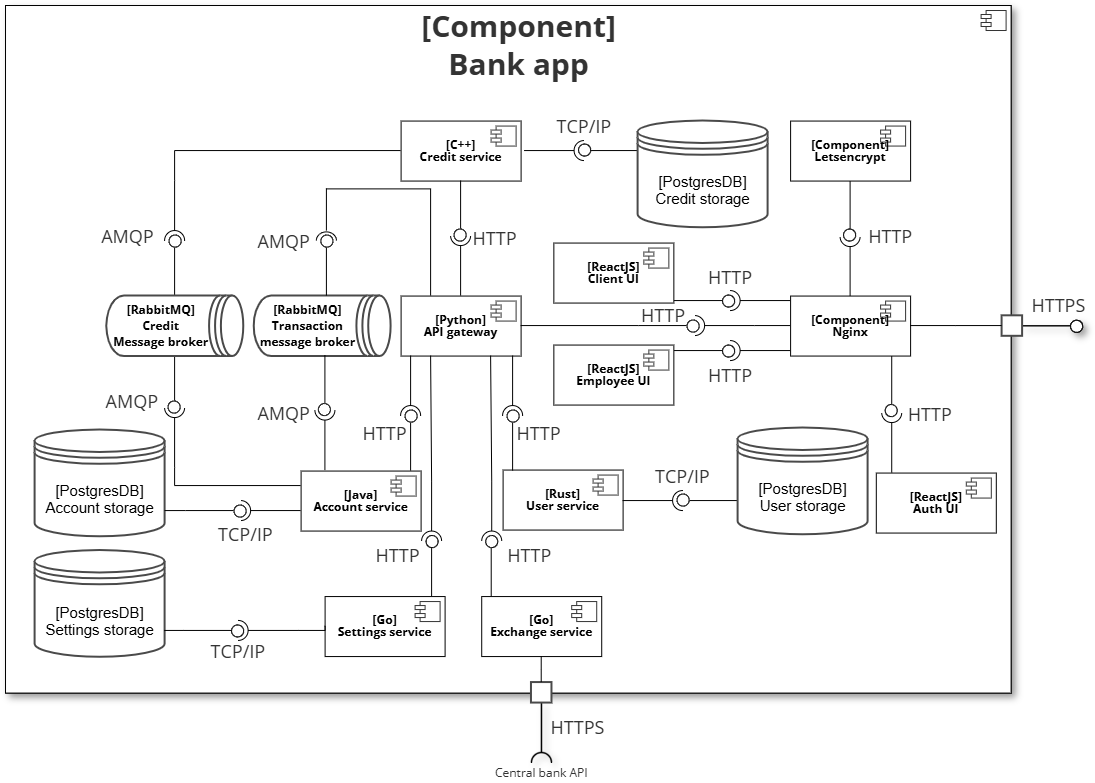 [Component]
Bank app
TCP/IP
[C++]
Credit service
[PostgresDB]
Credit storage
[Component]
Letsencrypt
AMQP
AMQP
HTTP
HTTP
[ReactJS]
Client UI
HTTP
HTTPS
[RabbitMQ]
Credit
Message broker
[RabbitMQ]
Transaction
message broker
[Python]
API gateway
HTTP
[Component]
Nginx
[ReactJS]
Employee UI
HTTP
AMQP
AMQP
HTTP
HTTP
HTTP
[PostgresDB]
Account storage
TCP/IP
[Java]
Account service
[Rust]
User service
TCP/IP
[PostgresDB]
User storage
[ReactJS]
Auth UI
HTTP
HTTP
[PostgresDB]
Settings storage
TCP/IP
[Go]
Settings service
[Go]
Exchange service
HTTPS
Central bank API